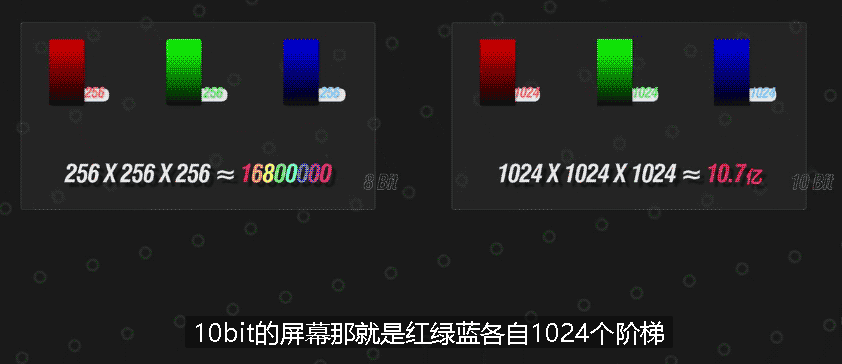 256 256 256
1024 1024 1024
256 X 256 X 256 ≈ 16800000
8 Bit
1024 X 1024 X 1024 ≈ 10.7亿
10 Bit
10bit的屏幕那就是红绿蓝各自1024个阶梯